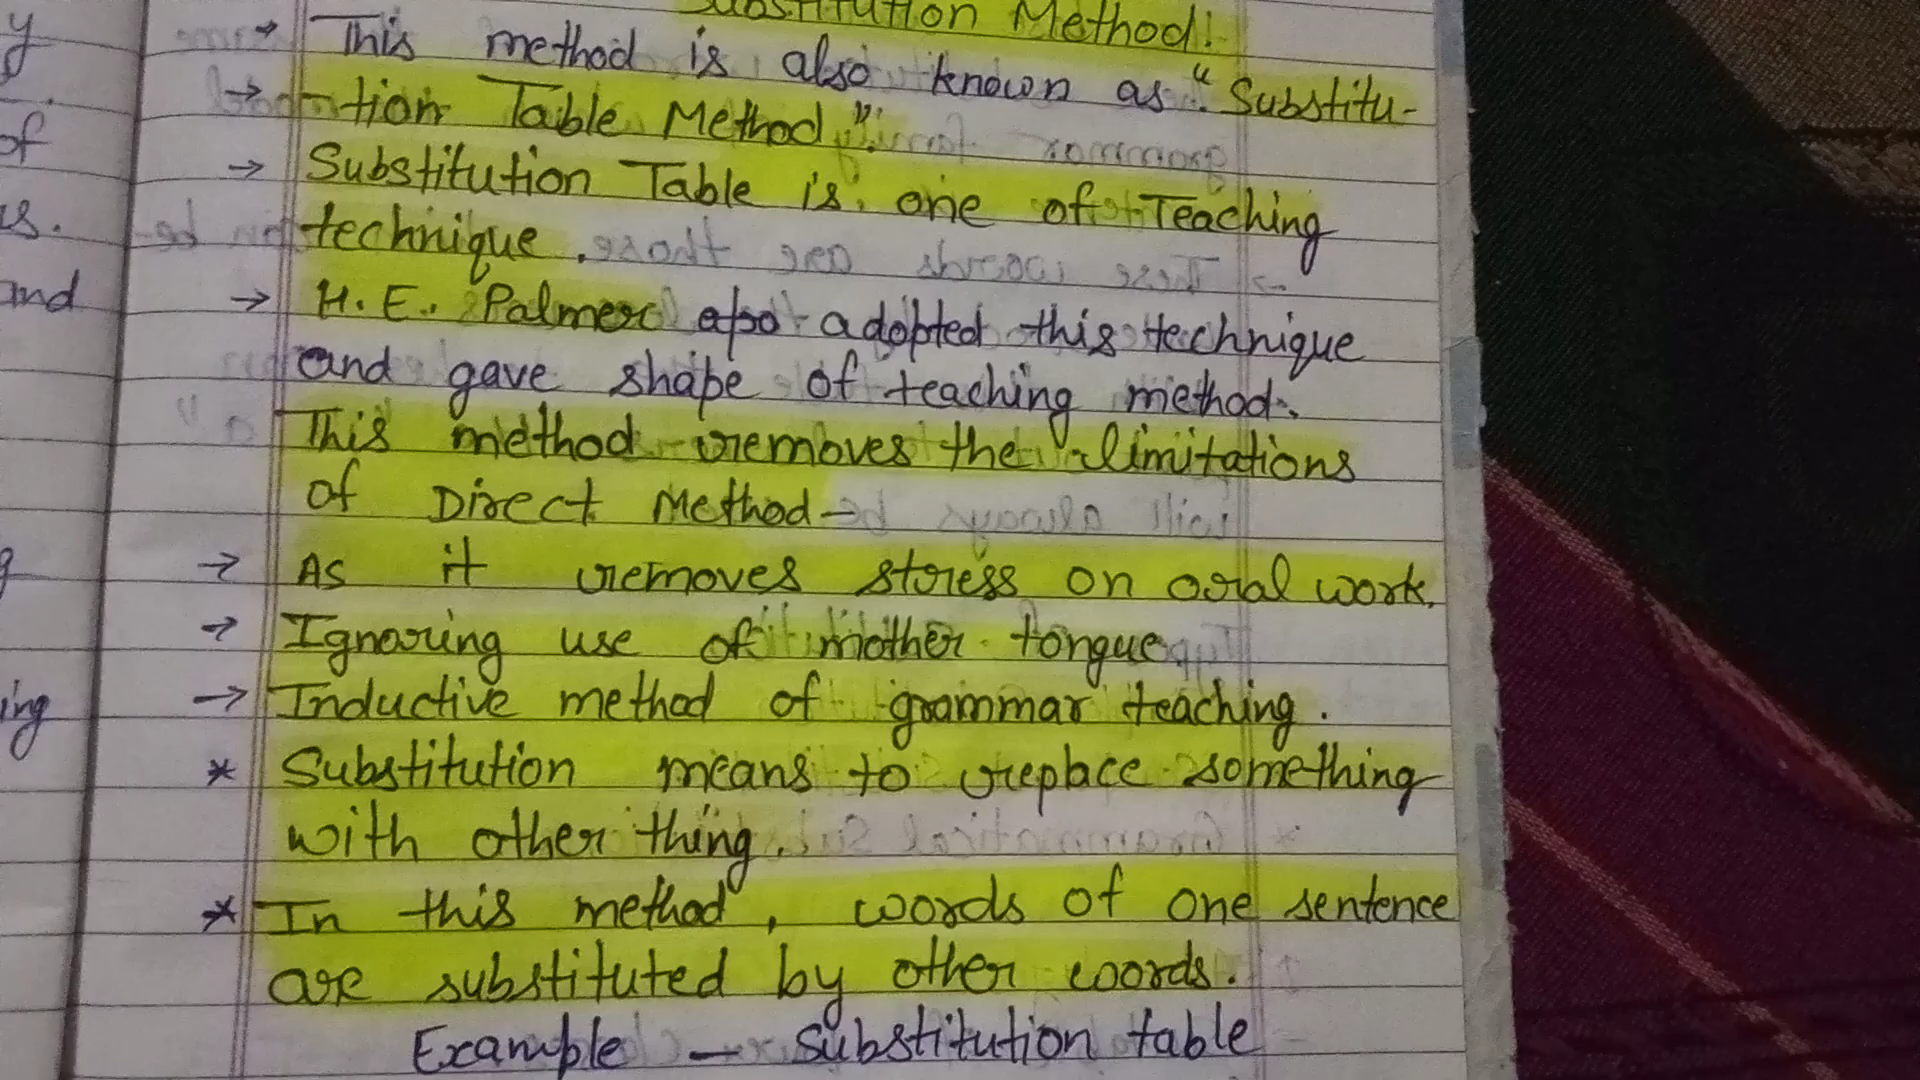 Substitution Method!
→ This method is also known as "Substitu-
→ tion Table Method".
→ Substitution Table is one of Teaching
technique.
→ H. E. Palmer also adopted this technique
and gave shape of teaching method.
This method removes the limitations
of Direct Method-
→ As it removes stress on oral work.
→ Ignoring use of mother tongue
→ Inductive method of grammar teaching.
* Substitution means to replace something
with other thing.
* In this method, words of one sentence
are substituted by other words.
Example - substitution table
y
of
is.
and
g
ing